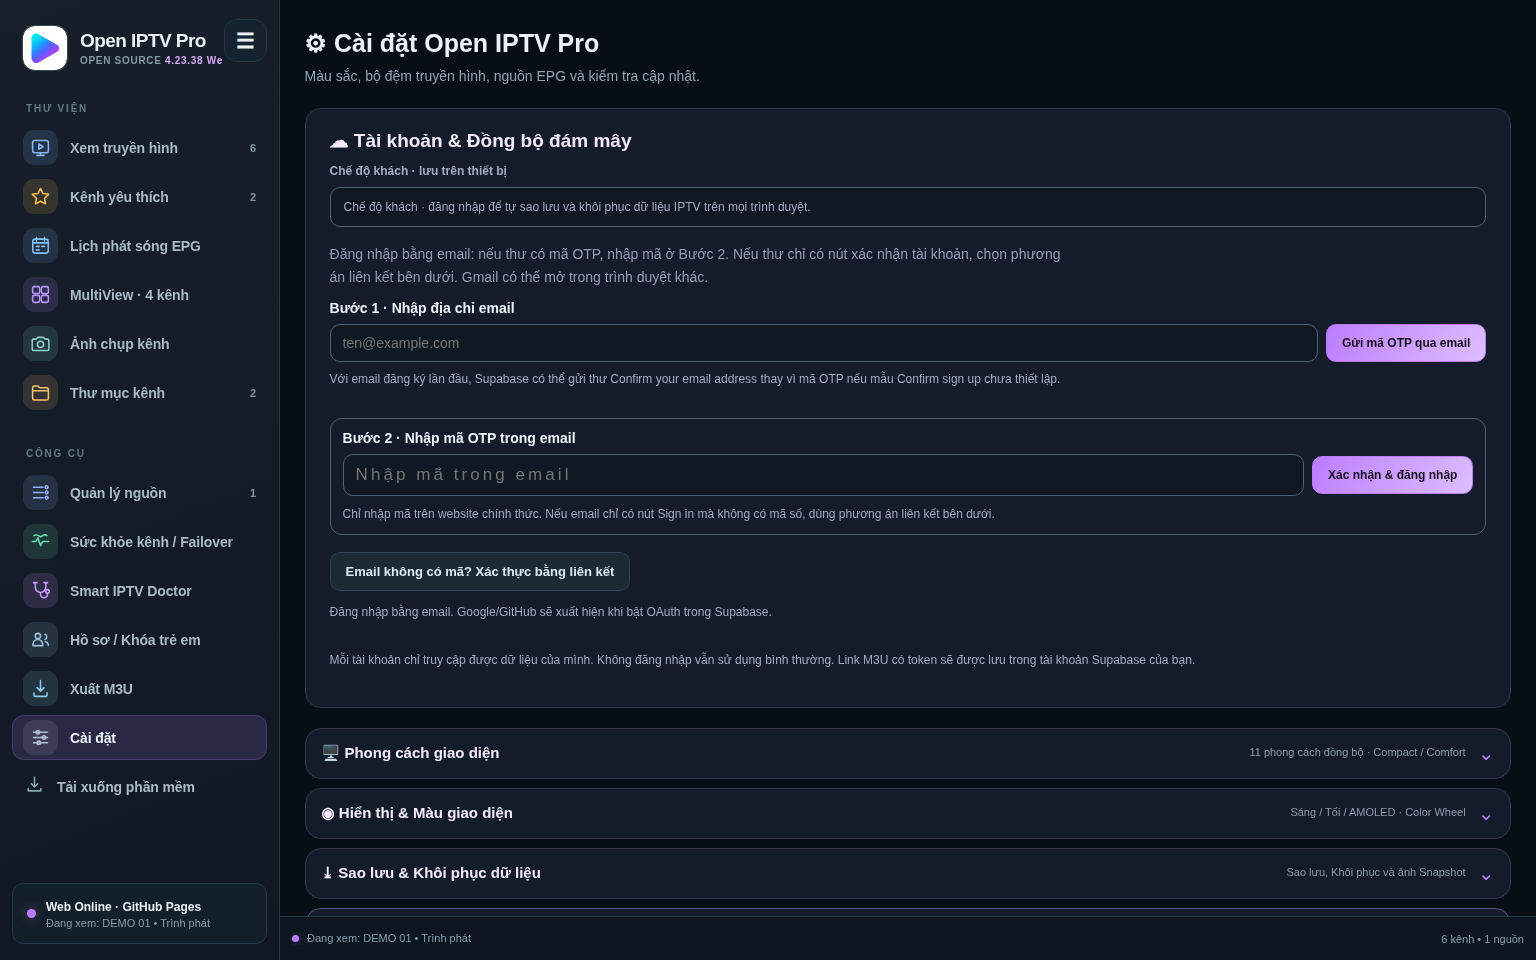 Open IPTV Pro
OPEN SOURCE 4.23.38 We
THƯ VIỆN
Xem truyền hình 6
Kênh yêu thích 2
Lịch phát sóng EPG
MultiView · 4 kênh
Ảnh chụp kênh
Thư mục kênh 2
CÔNG CỤ
Quản lý nguồn 1
Sức khỏe kênh / Failover
Smart IPTV Doctor
Hồ sơ / Khóa trẻ em
Xuất M3U
Cài đặt
Tải xuống phần mềm
Web Online · GitHub Pages
Đang xem: DEMO 01 • Trình phát
⚙ Cài đặt Open IPTV Pro
Màu sắc, bộ đệm truyền hình, nguồn EPG và kiểm tra cập nhật.
☁ Tài khoản & Đồng bộ đám mây
Chế độ khách · lưu trên thiết bị
Chế độ khách · đăng nhập để tự sao lưu và khôi phục dữ liệu IPTV trên mọi trình duyệt.
Đăng nhập bằng email: nếu thư có mã OTP, nhập mã ở Bước 2. Nếu thư chỉ có nút xác nhận tài khoản, chọn phương
án liên kết bên dưới. Gmail có thể mở trong trình duyệt khác.
Bước 1 · Nhập địa chỉ email
ten@example.com
Gửi mã OTP qua email
Với email đăng ký lần đầu, Supabase có thể gửi thư Confirm your email address thay vì mã OTP nếu mẫu Confirm sign up chưa thiết lập.
Bước 2 · Nhập mã OTP trong email
Nhập mã trong email
Xác nhận & đăng nhập
Chỉ nhập mã trên website chính thức. Nếu email chỉ có nút Sign in mà không có mã số, dùng phương án liên kết bên dưới.
Email không có mã? Xác thực bằng liên kết
Đăng nhập bằng email. Google/GitHub sẽ xuất hiện khi bật OAuth trong Supabase.
Mỗi tài khoản chỉ truy cập được dữ liệu của mình. Không đăng nhập vẫn sử dụng bình thường. Link M3U có token sẽ được lưu trong tài khoản Supabase của bạn.
🖥️ Phong cách giao diện
11 phong cách đồng bộ · Compact / Comfort
◉ Hiển thị & Màu giao diện
Sáng / Tối / AMOLED · Color Wheel
⤓ Sao lưu & Khôi phục dữ liệu
Sao lưu, Khôi phục và ảnh Snapshot
Đang xem: DEMO 01 • Trình phát
6 kênh • 1 nguồn